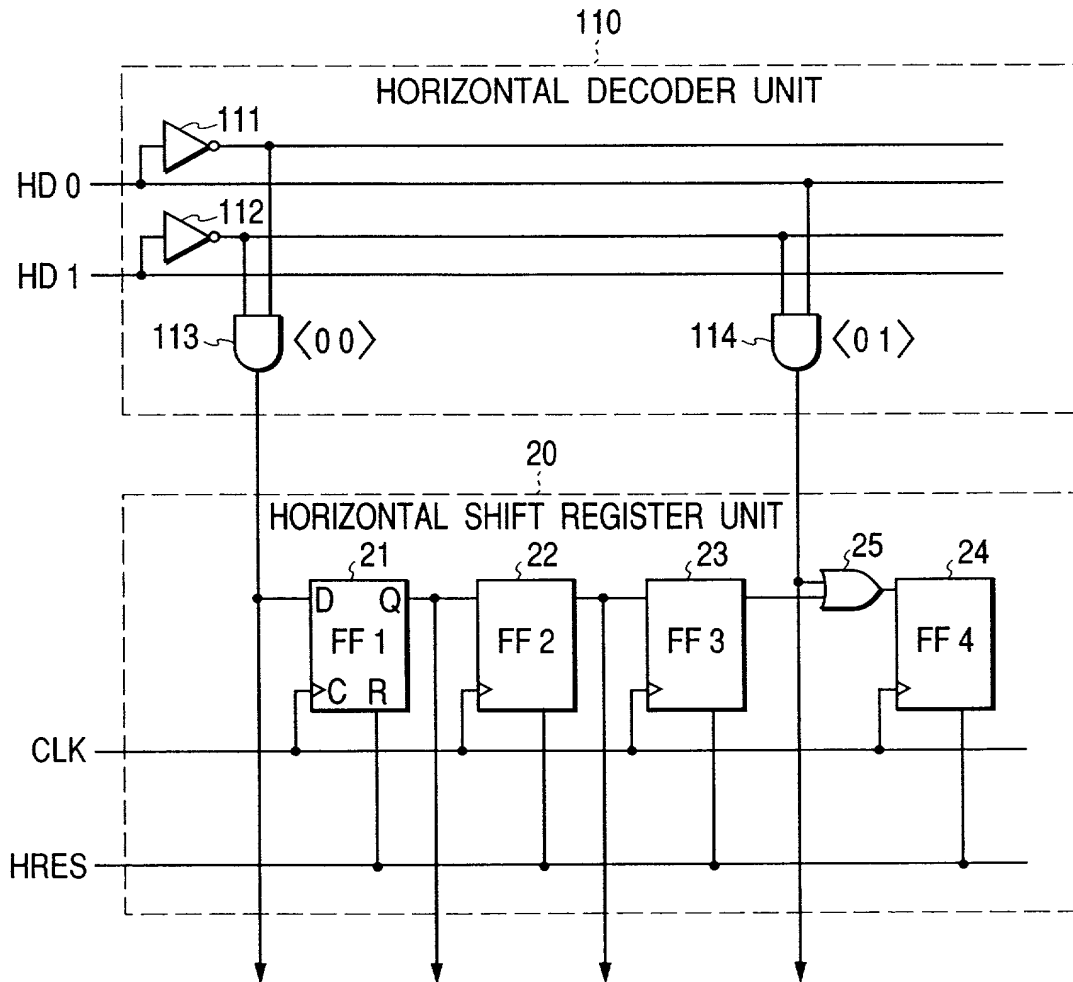 110
HORIZONTAL DECODER UNIT
111
HD 0
112
HD 1
113
〈0 0〉
114
〈0 1〉
20
HORIZONTAL SHIFT REGISTER UNIT
21
22
23
25
24
D Q
FF 1
C R
FF 2
FF 3
FF 4
CLK
HRES